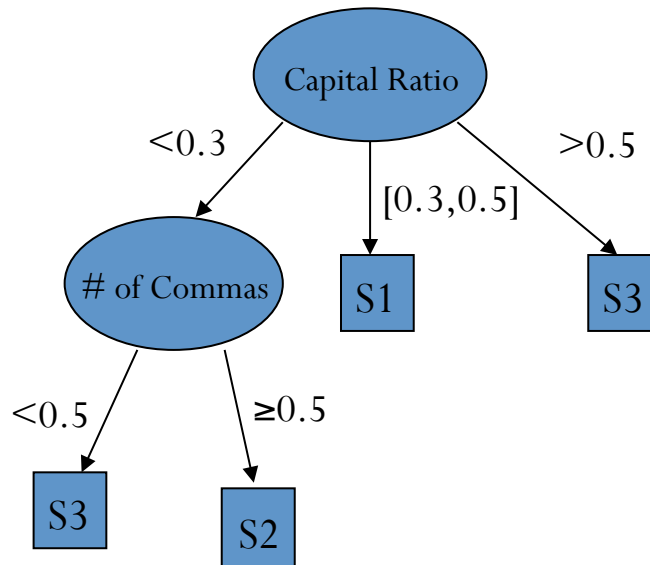 Capital Ratio
<0.3
[0.3,0.5]
>0.5
# of Commas
S1
S3
<0.5
≥0.5
S3
S2